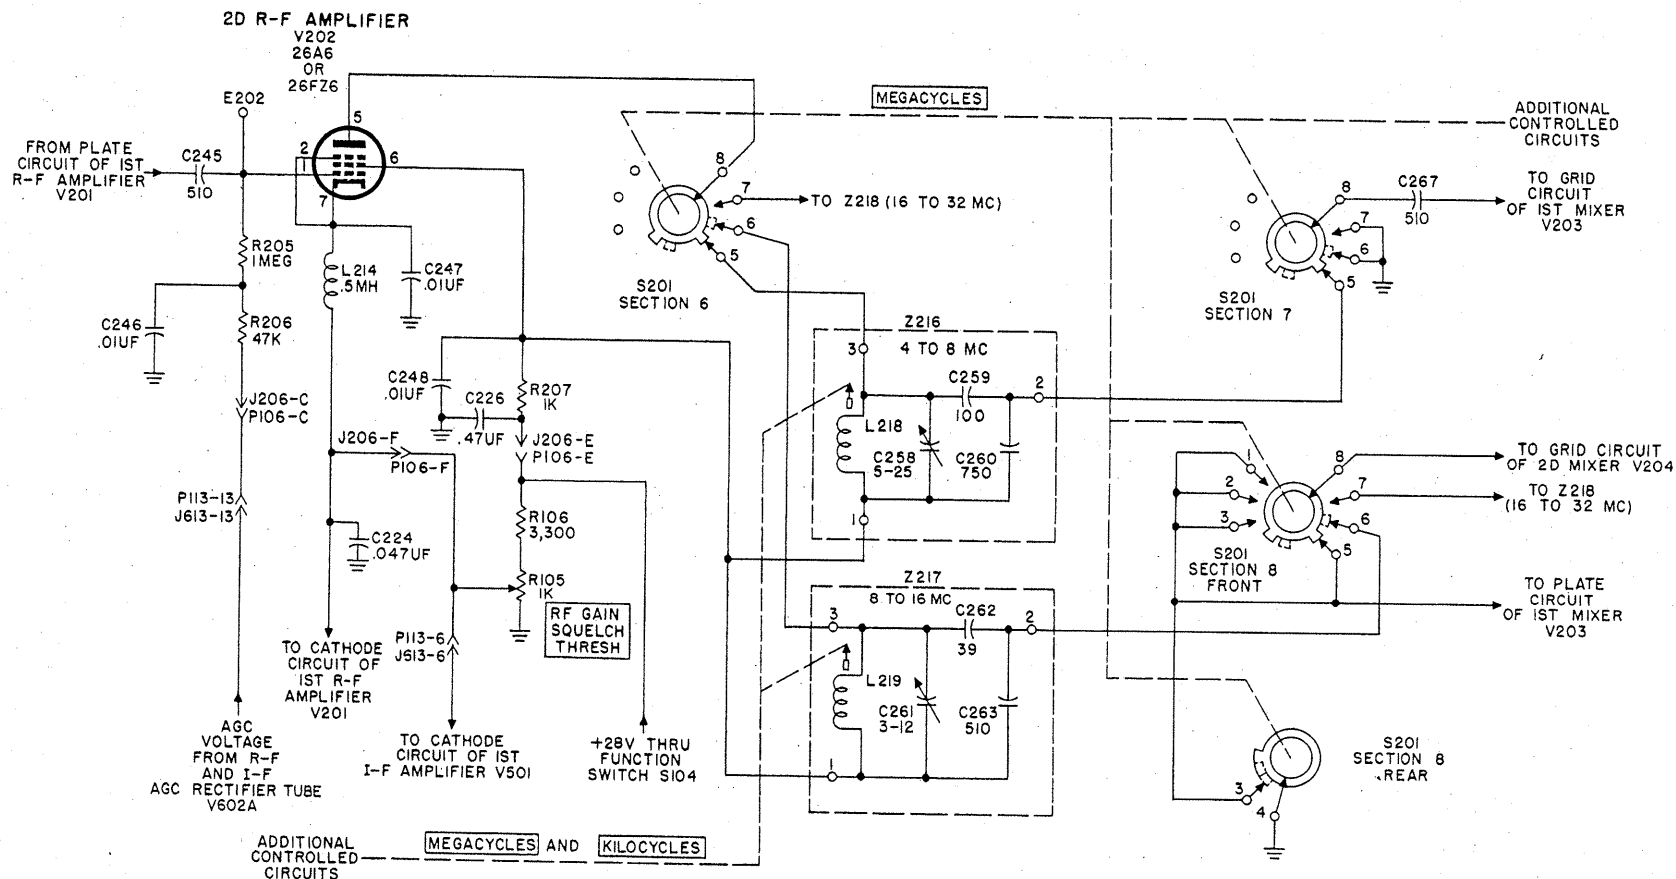 2D R-F AMPLIFIER
V202
26A6
OR
26FZ6
E202
5
2
1
6
7
FROM PLATE
CIRCUIT OF 1ST
R-F AMPLIFIER
V201
C245
510
R205
1MEG
L214
.5MH
C247
.01UF
C246
.01UF
R206
47K
J206-C
P106-C
C248
.01UF
C226
.47UF
R207
1K
J206-F
P106-F
J206-E
P106-E
P113-13
J613-13
R106
3,300
C224
.047UF
R105
1K
RF GAIN
SQUELCH
THRESH
P113-6
J613-6
TO CATHODE
CIRCUIT OF
1ST R-F
AMPLIFIER
V201
AGC
VOLTAGE
FROM R-F
AND I-F
AGC RECTIFIER TUBE
V602A
TO CATHODE
CIRCUIT OF 1ST
I-F AMPLIFIER V501
+28V THRU
FUNCTION
SWITCH S104
ADDITIONAL
CONTROLLED
CIRCUITS
MEGACYCLES AND KILOCYCLES
MEGACYCLES
ADDITIONAL
CONTROLLED
CIRCUITS
8
7
TO Z218 (16 TO 32 MC)
6
5
S201
SECTION 6
8
C267
510
TO GRID
CIRCUIT
OF 1ST MIXER
V203
7
6
5
S201
SECTION 7
Z216
4 TO 8 MC
3
C259
100
2
L218
C258
5-25
C260
750
1
Z217
8 TO 16 MC
3
C262
39
2
L219
C261
3-12
C263
510
1
1
2
3
8
TO GRID CIRCUIT
OF 2D MIXER V204
7
TO Z218
(16 TO 32 MC)
6
5
S201
SECTION 8
FRONT
TO PLATE
CIRCUIT
OF 1ST MIXER
V203
3
4
S201
SECTION 8
REAR